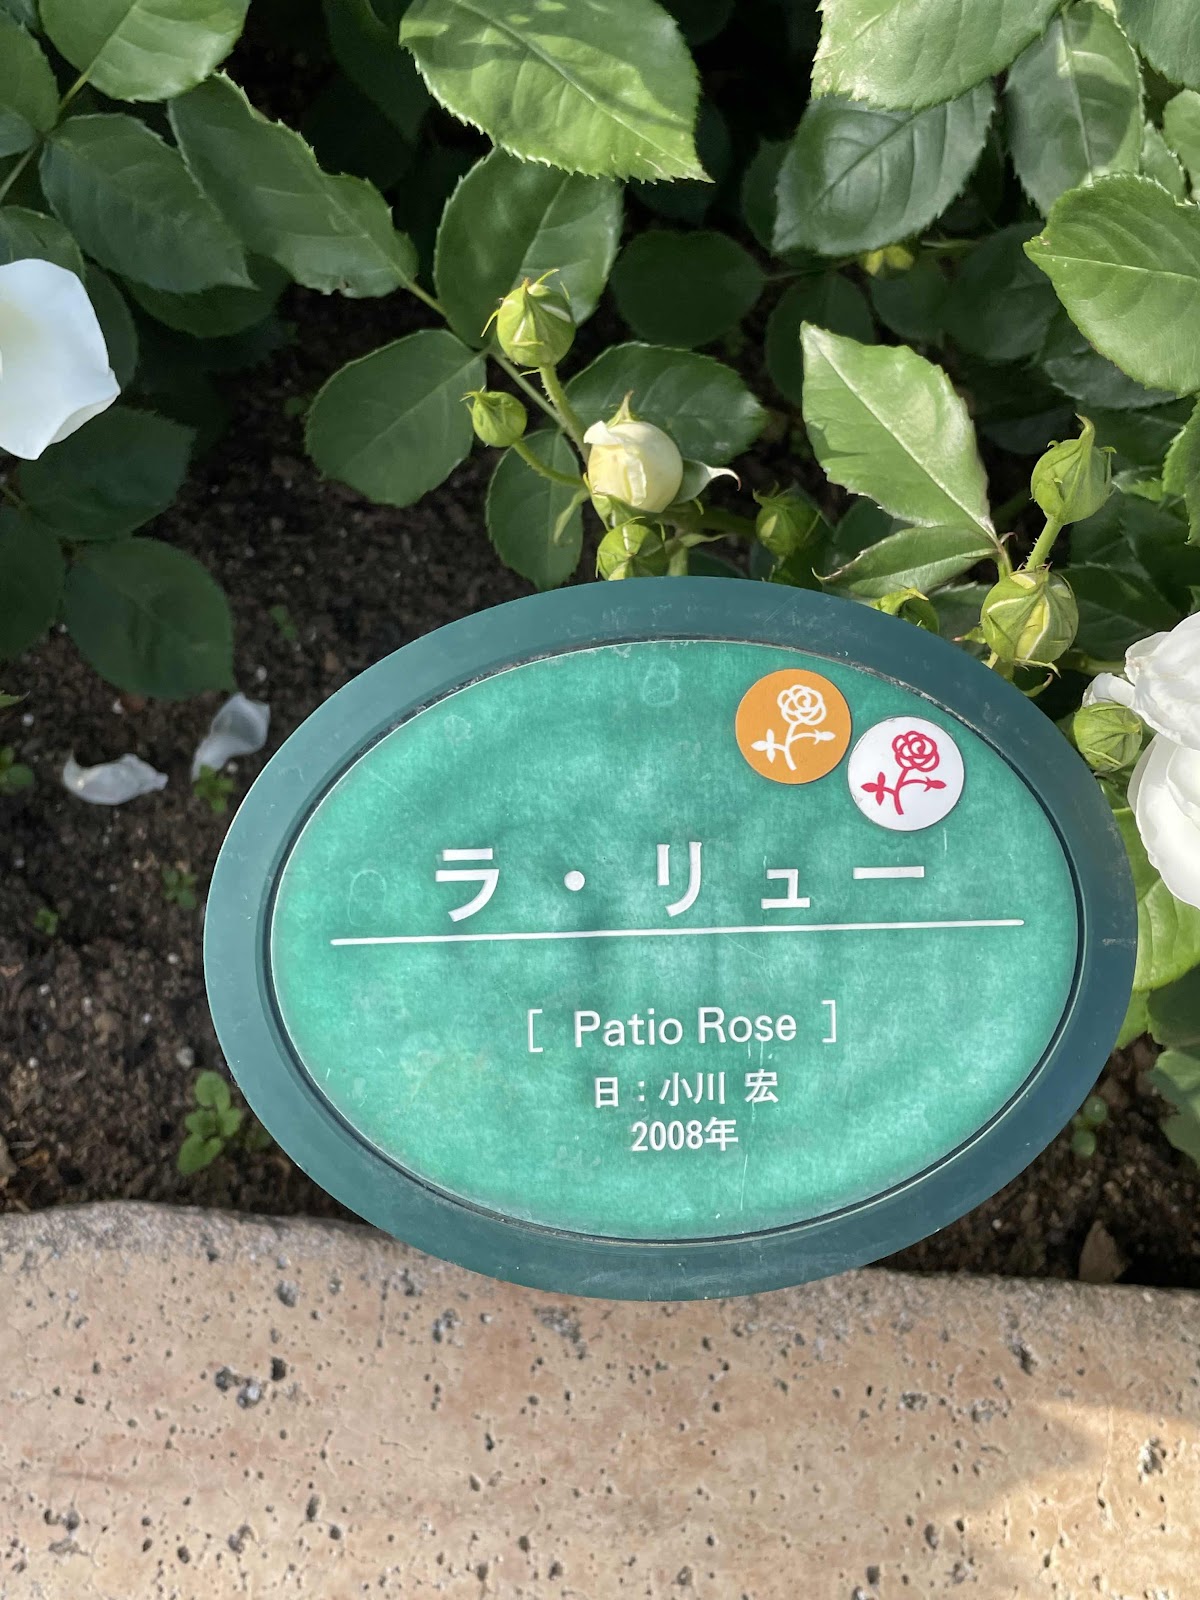 ラ・リュー
[ Patio Rose ]
日：小川 宏
2008年